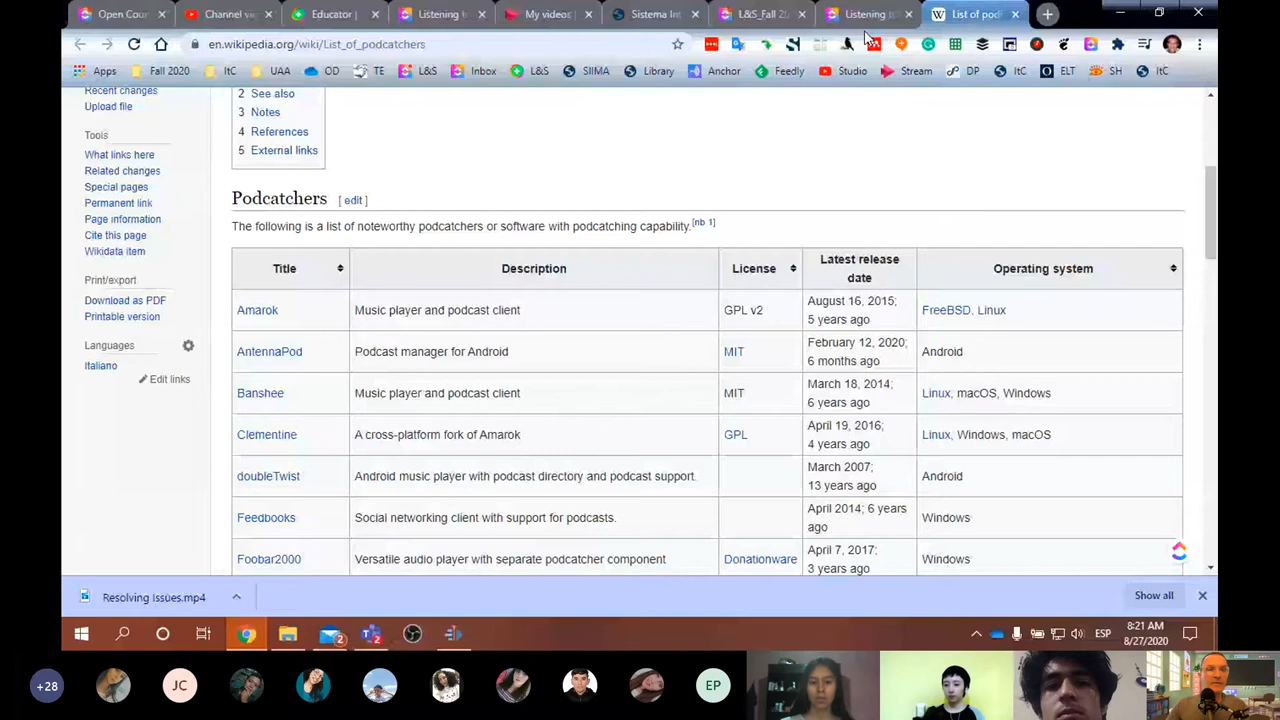 Open Cour
Channel va
Educator |
Listening
My videos
Sistema In
L&S_Fall 20
Listening
List of pod
en.wikipedia.org/wiki/List_of_podcatchers
Apps Fall 2020 ItC UAA OD TE L&S Inbox L&S SIIMA Library Anchor Feedly Studio Stream DP ItC ELT SH ItC
Recent changes
Upload file
Tools
What links here
Related changes
Special pages
Permanent link
Page information
Cite this page
Wikidata item
Print/export
Download as PDF
Printable version
Languages
Italiano
Edit links
2 See also
3 Notes
4 References
5 External links
Podcatchers [ edit ]
The following is a list of noteworthy podcatchers or software with podcatching capability.[nb 1]
Title Description License Latest release date Operating system
Amarok Music player and podcast client GPL v2 August 16, 2015; 5 years ago FreeBSD, Linux
AntennaPod Podcast manager for Android MIT February 12, 2020; 6 months ago Android
Banshee Music player and podcast client MIT March 18, 2014; 6 years ago Linux, macOS, Windows
Clementine A cross-platform fork of Amarok GPL April 19, 2016; 4 years ago Linux, Windows, macOS
doubleTwist Android music player with podcast directory and podcast support. March 2007; 13 years ago Android
Feedbooks Social networking client with support for podcasts. April 2014; 6 years ago Windows
Foobar2000 Versatile audio player with separate podcatcher component Donationware April 7, 2017; 3 years ago Windows
Resolving Issues.mp4
Show all
ESP
8:21 AM
8/27/2020
+28
JC
EP